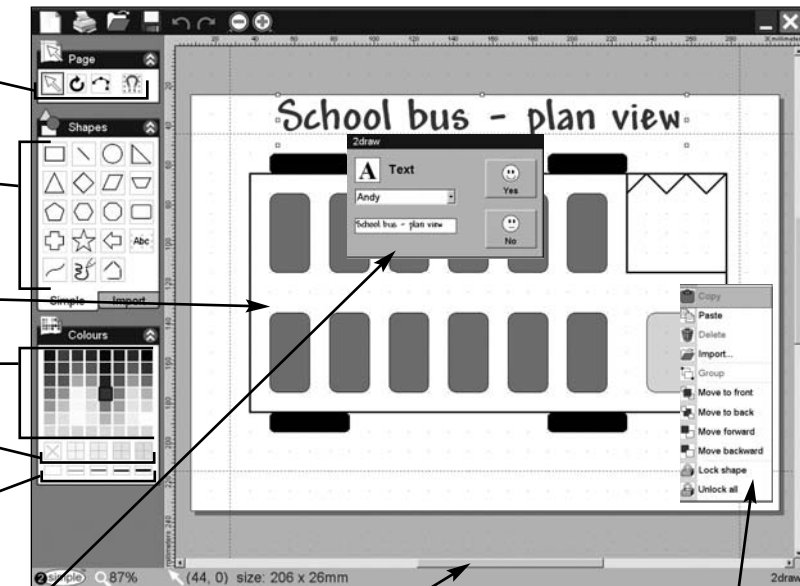 Page
Shapes
Abc
Simple Import
Colours
School bus - plan view
2draw
A Text
Andy
School bus - plan view
Yes
No
Copy
Paste
Delete
Import...
Group
Move to front
Move to back
Move forward
Move backward
Lock shape
Unlock all
2simple 87% (44, 0) size: 206 x 26mm 2draw